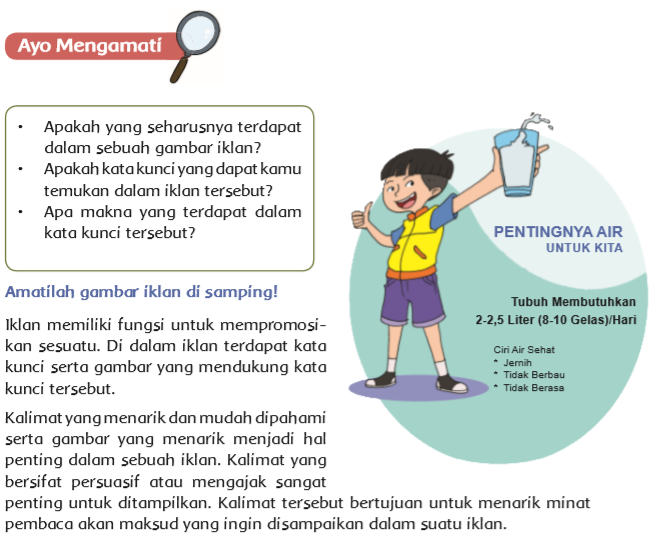 Ayo Mengamati
• Apakah yang seharusnya terdapat
dalam sebuah gambar iklan?
• Apakah kata kunci yang dapat kamu
temukan dalam iklan tersebut?
• Apa makna yang terdapat dalam
kata kunci tersebut?
Amatilah gambar iklan di samping!
Iklan memiliki fungsi untuk mempromosi-
kan sesuatu. Di dalam iklan terdapat kata
kunci serta gambar yang mendukung kata
kunci tersebut.
Kalimat yang menarik dan mudah dipahami
serta gambar yang menarik menjadi hal
penting dalam sebuah iklan. Kalimat yang
bersifat persuasif atau mengajak sangat
penting untuk ditampilkan. Kalimat tersebut bertujuan untuk menarik minat
pembaca akan maksud yang ingin disampaikan dalam suatu iklan.
PENTINGNYA AIR
UNTUK KITA
Tubuh Membutuhkan
2-2,5 Liter (8-10 Gelas)/Hari
Ciri Air Sehat
* Jernih
* Tidak Berbau
* Tidak Berasa